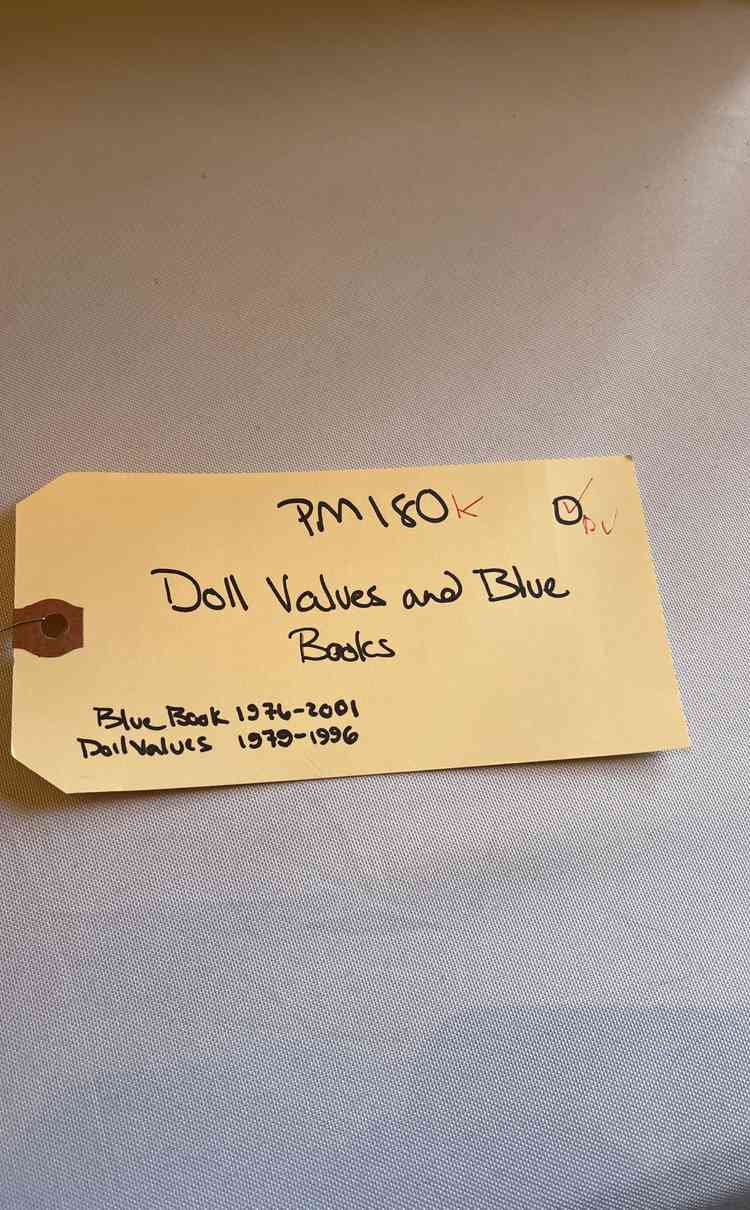 PM180K
Doll Values and Blue
Books
Blue Book 1976-2001
Doll Values 1979-1996